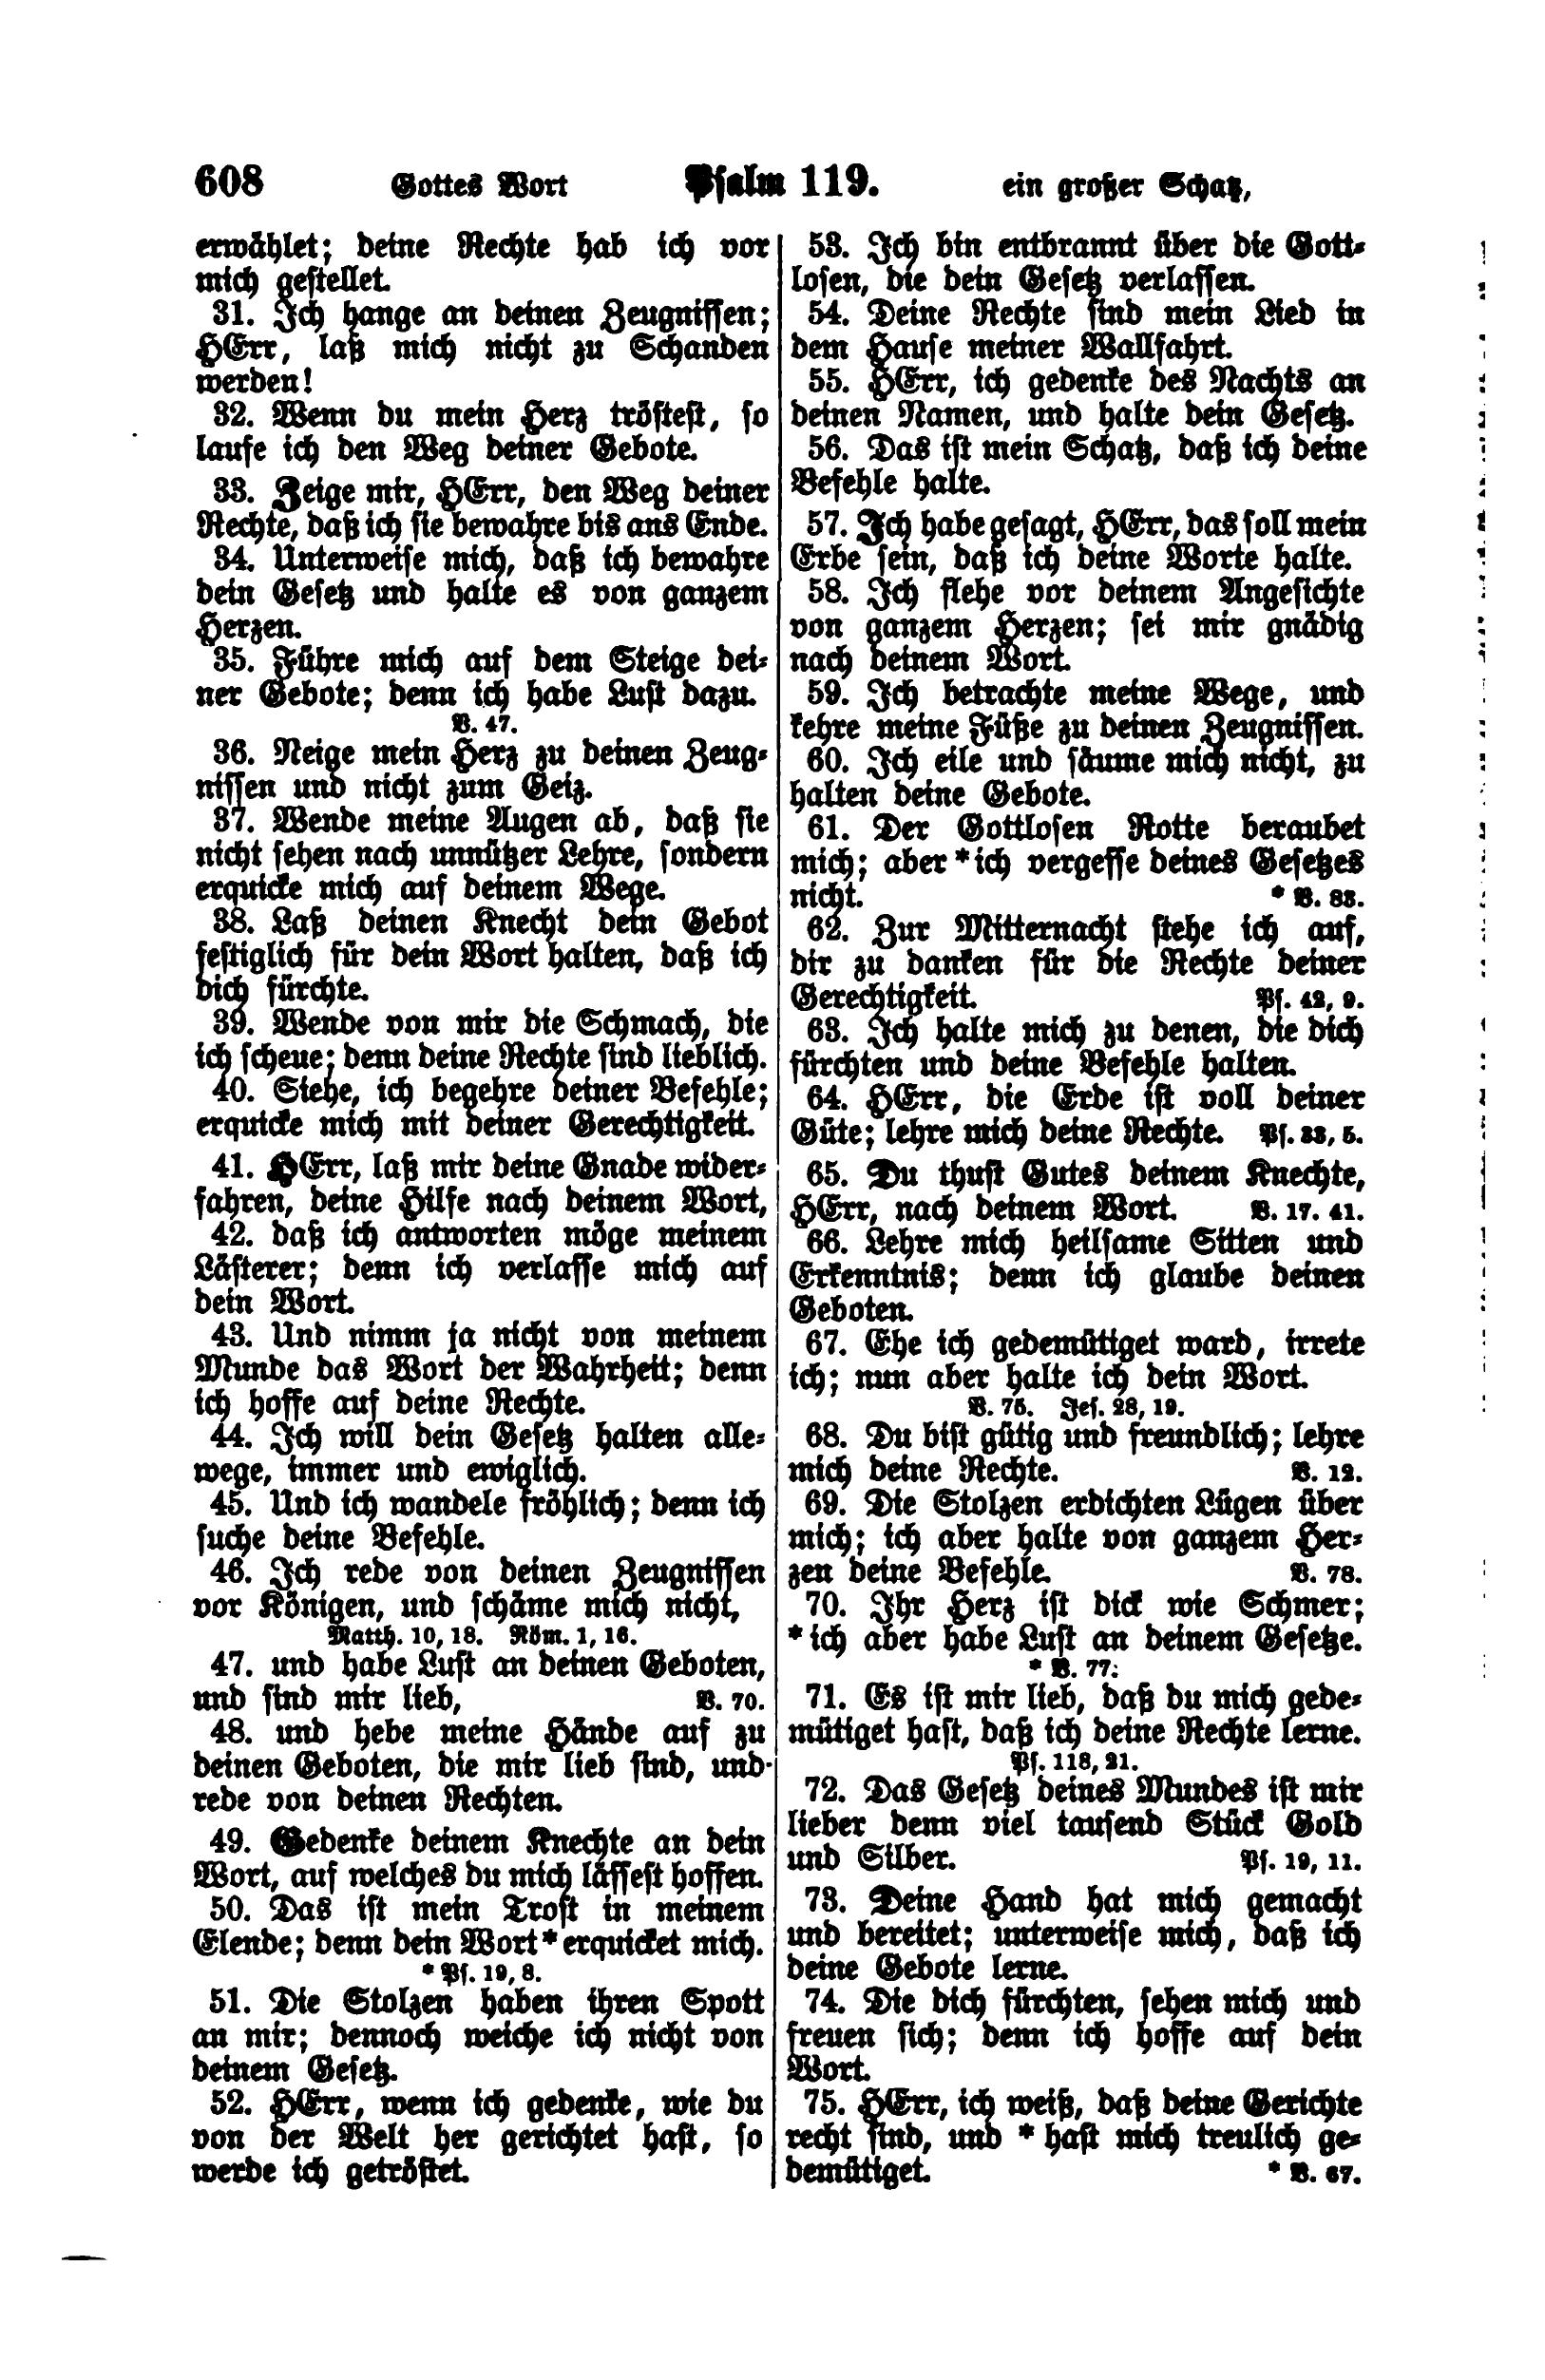 608 Gottes Wort Psalm 119. ein großer Schatz,
erwählet; deine Rechte hab ich vor
mich gestellet.
31. Ich hange an deinen Zeugnissen;
HErr, laß mich nicht zu Schanden
werden!
32. Wenn du mein Herz tröstest, so
laufe ich den Weg deiner Gebote.
33. Zeige mir, HErr, den Weg deiner
Rechte, daß ich sie bewahre bis ans Ende.
34. Unterweise mich, daß ich bewahre
dein Gesetz und halte es von ganzem
Herzen.
35. Führe mich auf dem Steige dei-
ner Gebote; denn ich habe Lust dazu.
V. 47.
36. Neige mein Herz zu deinen Zeug-
nissen und nicht zum Geiz.
37. Wende meine Augen ab, daß sie
nicht sehen nach unnützer Lehre, sondern
erquicke mich auf deinem Wege.
38. Laß deinen Knecht dein Gebot
festiglich für dein Wort halten, daß ich
dich fürchte.
39. Wende von mir die Schmach, die
ich scheue; denn deine Rechte sind lieblich.
40. Siehe, ich begehre deiner Befehle;
erquicke mich mit deiner Gerechtigkeit.
41. HErr, laß mir deine Gnade wider-
fahren, deine Hilfe nach deinem Wort,
42. daß ich antworten möge meinem
Lästerer; denn ich verlasse mich auf
dein Wort.
43. Und nimm ja nicht von meinem
Munde das Wort der Wahrheit; denn
ich hoffe auf deine Rechte.
44. Ich will dein Gesetz halten alle-
wege, immer und ewiglich.
45. Und ich wandele fröhlich; denn ich
suche deine Befehle.
46. Ich rede von deinen Zeugnissen
vor Königen, und schäme mich nicht,
Matth. 10, 18. Röm. 1, 16.
47. und habe Lust an deinen Geboten,
und sind mir lieb, V. 70.
48. und hebe meine Hände auf zu
deinen Geboten, die mir lieb sind, und
rede von deinen Rechten.
49. Gedenke deinem Knechte an dein
Wort, auf welches du mich lässest hoffen.
50. Das ist mein Trost in meinem
Elende; denn dein Wort * erquicket mich.
* Ps. 19, 8.
51. Die Stolzen haben ihren Spott
an mir; dennoch weiche ich nicht von
deinem Gesetz.
52. HErr, wenn ich gedenke, wie du
von der Welt her gerichtet hast, so
werde ich getröstet.
53. Ich bin entbrannt über die Gott-
losen, die dein Gesetz verlassen.
54. Deine Rechte sind mein Lied in
dem Hause meiner Wallfahrt.
55. HErr, ich gedenke des Nachts an
deinen Namen, und halte dein Gesetz.
56. Das ist mein Schatz, daß ich deine
Befehle halte.
57. Ich habe gesagt, HErr, das soll mein
Erbe sein, daß ich deine Worte halte.
58. Ich flehe vor deinem Angesichte
von ganzem Herzen; sei mir gnädig
nach deinem Wort.
59. Ich betrachte meine Wege, und
kehre meine Füße zu deinen Zeugnissen.
60. Ich eile und säume mich nicht, zu
halten deine Gebote.
61. Der Gottlosen Rotte beraubet
mich; aber * ich vergesse deines Gesetzes
nicht. * V. 83.
62. Zur Mitternacht stehe ich auf,
dir zu danken für die Rechte deiner
Gerechtigkeit. Ps. 42, 9.
63. Ich halte mich zu denen, die dich
fürchten und deine Befehle halten.
64. HErr, die Erde ist voll deiner
Güte; lehre mich deine Rechte. Ps. 33, 5.
65. Du thust Gutes deinem Knechte,
HErr, nach deinem Wort. V. 17. 41.
66. Lehre mich heilsame Sitten und
Erkenntnis; denn ich glaube deinen
Geboten.
67. Ehe ich gedemütiget ward, irrete
ich; nun aber halte ich dein Wort.
V. 75. Jes. 28, 19.
68. Du bist gütig und freundlich; lehre
mich deine Rechte. V. 12.
69. Die Stolzen erdichten Lügen über
mich; ich aber halte von ganzem Her-
zen deine Befehle. V. 78.
70. Ihr Herz ist dick wie Schmer;
* ich aber habe Lust an deinem Gesetze.
* V. 77.
71. Es ist mir lieb, daß du mich gede-
mütiget hast, daß ich deine Rechte lerne.
Ps. 118, 21.
72. Das Gesetz deines Mundes ist mir
lieber denn viel tausend Stück Gold
und Silber. Ps. 19, 11.
73. Deine Hand hat mich gemacht
und bereitet; unterweise mich, daß ich
deine Gebote lerne.
74. Die dich fürchten, sehen mich und
freuen sich; denn ich hoffe auf dein
Wort.
75. HErr, ich weiß, daß deine Gerichte
recht sind, und * hast mich treulich ge-
demütiget. * V. 67.